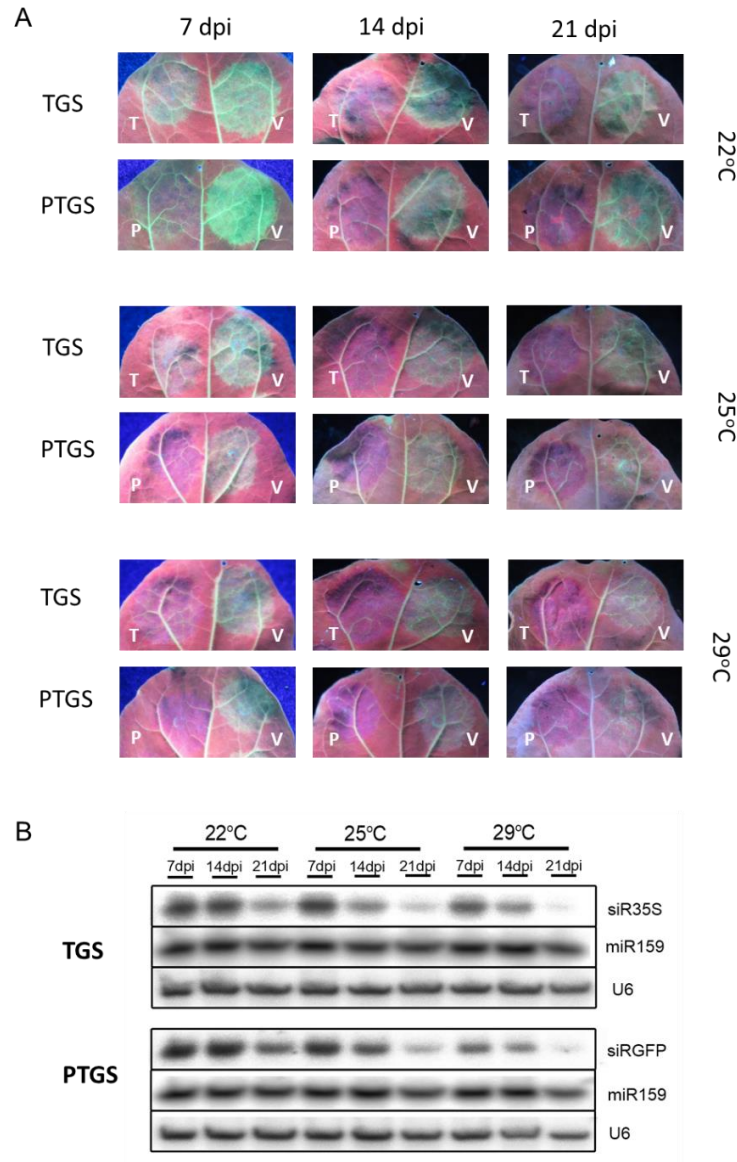 A
7 dpi 14 dpi 21 dpi
TGS T V T V T V
PTGS P V P V P V
22°C
TGS T V T V T V
PTGS P V P V P V
25°C
TGS T V T V T V
PTGS P V P V P V
29°C
B
22°C 25°C 29°C
7dpi 14dpi 21dpi 7dpi 14dpi 21dpi 7dpi 14dpi 21dpi
TGS
siR35S
miR159
U6
PTGS
siRGFP
miR159
U6